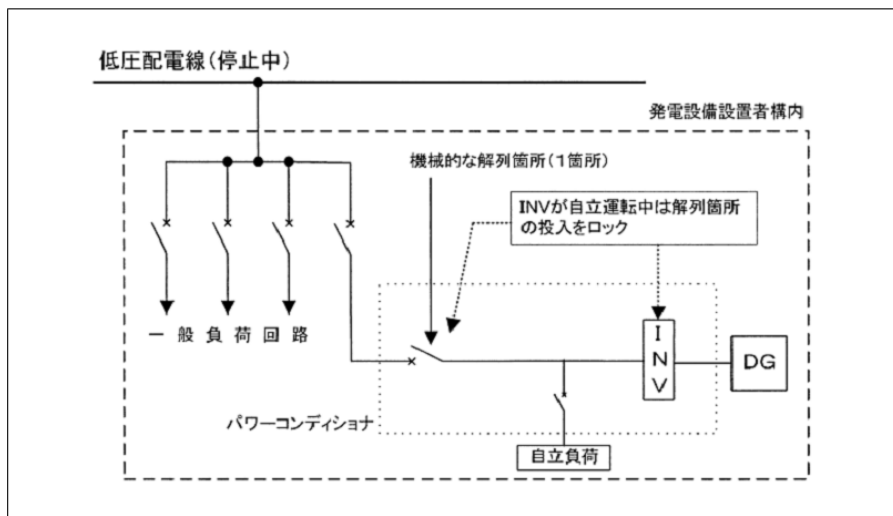 低圧配電線(停止中)
発電設備設置者構内
機械的な解列箇所(1箇所)
INVが自立運転中は解列箇所
の投入をロック
一般負荷回路
INV
DG
パワーコンディショナ
自立負荷